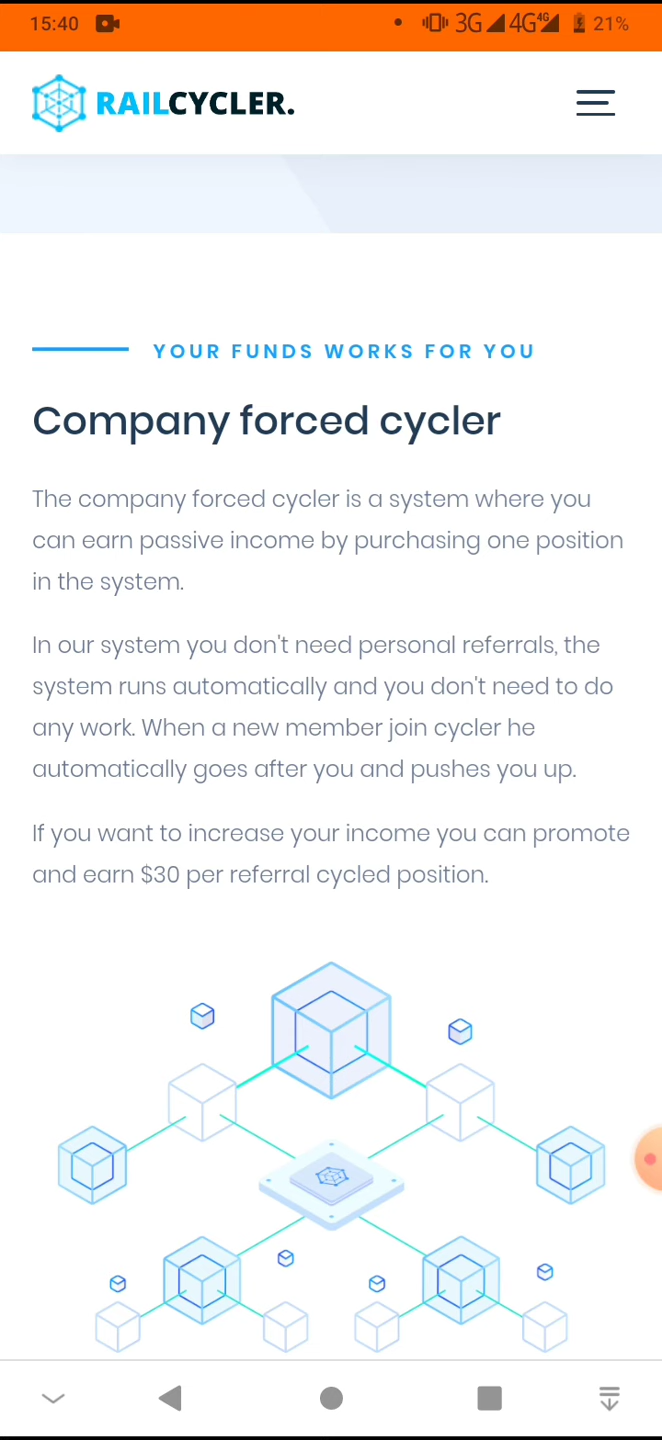 15:40 3G 4G 4G 21%
RAILCYCLER.
YOUR FUNDS WORKS FOR YOU
Company forced cycler
The company forced cycler is a system where you
can earn passive income by purchasing one position
in the system.
In our system you don't need personal referrals, the
system runs automatically and you don't need to do
any work. When a new member join cycler he
automatically goes after you and pushes you up.
If you want to increase your income you can promote
and earn $30 per referral cycled position.